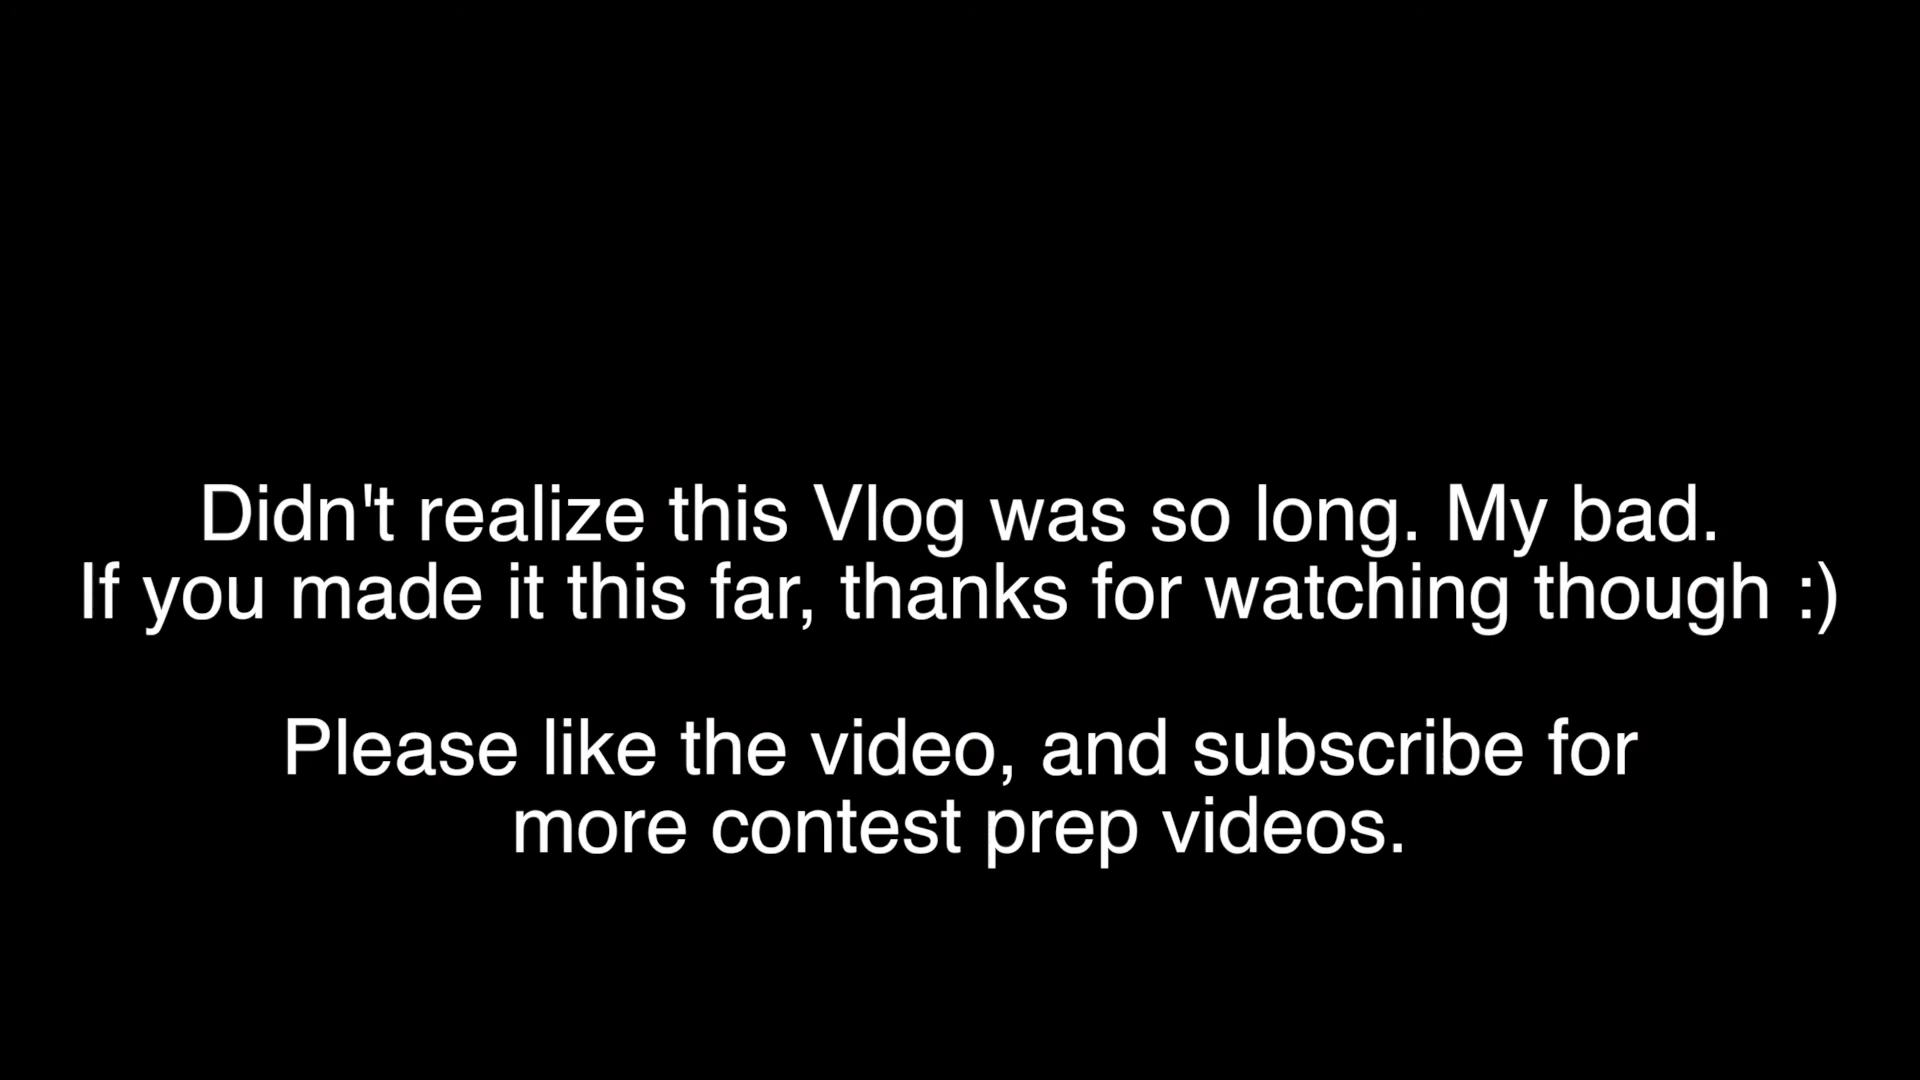 Didn't realize this Vlog was so long. My bad.
If you made it this far, thanks for watching though :)
Please like the video, and subscribe for
more contest prep videos.